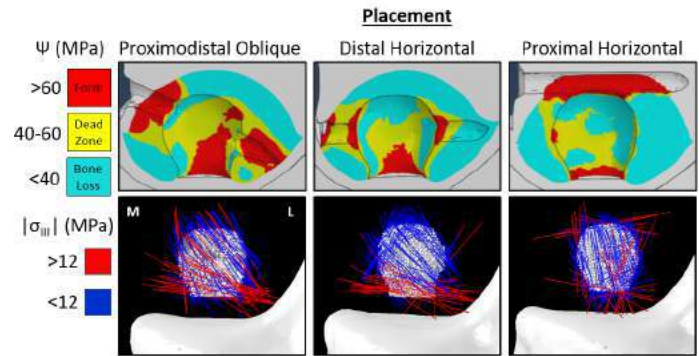 Placement
Ψ (MPa)
Proximodistal Oblique
Distal Horizontal
Proximal Horizontal
>60
Form
40-60
Dead
Zone
<40
Bone
Loss
|σIII| (MPa)
>12
<12
M
L